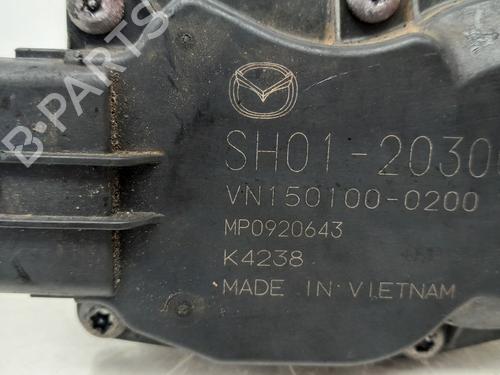 B-PARTS
SH01-2030
VN150100-0200
MP0920643
K4238
MADE IN VIETNAM